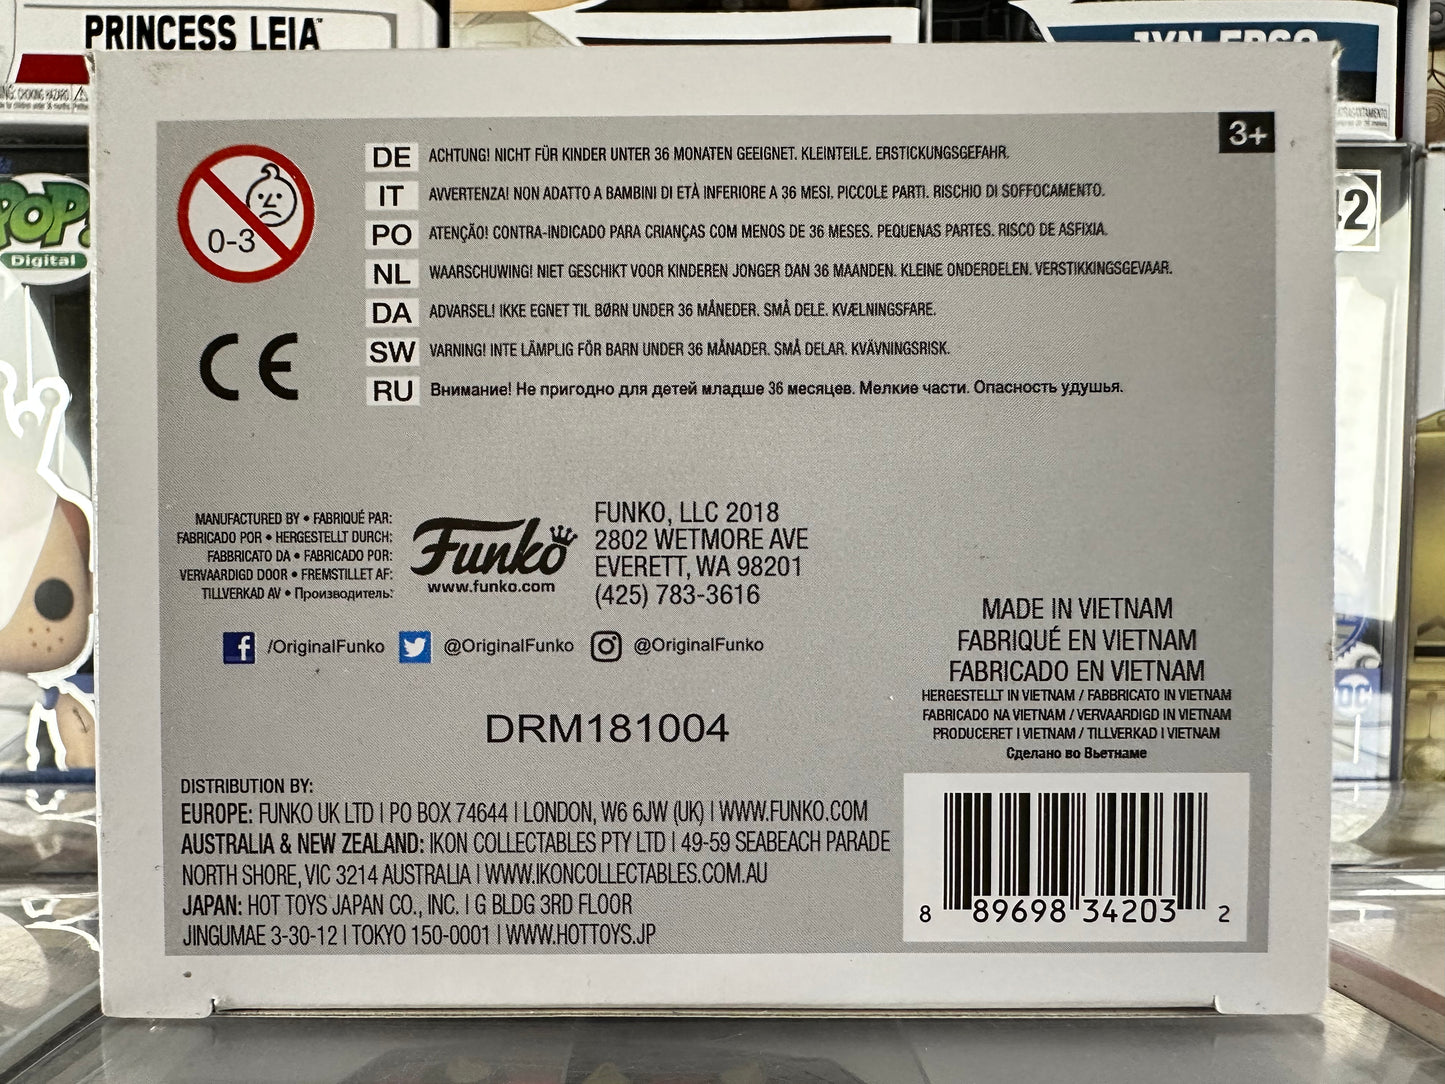 PRINCESS LEIA
3+
0-3
DE ACHTUNG! NICHT FÜR KINDER UNTER 36 MONATEN GEEIGNET. KLEINTEILE. ERSTICKUNGSGEFAHR.
IT AVVERTENZA! NON ADATTO A BAMBINI DI ETÀ INFERIORE A 36 MESI. PICCOLE PARTI. RISCHIO DI SOFFOCAMENTO.
PO ATENÇÃO! CONTRA-INDICADO PARA CRIANÇAS COM MENOS DE 36 MESES. PEQUENAS PARTES. RISCO DE ASFIXIA.
NL WAARSCHUWING! NIET GESCHIKT VOOR KINDEREN JONGER DAN 36 MAANDEN. KLEINE ONDERDELEN. VERSTIKKINGSGEVAAR.
DA ADVARSEL! IKKE EGNET TIL BØRN UNDER 36 MÅNEDER. SMÅ DELE. KVÆLNINGSFARE.
SW VARNING! INTE LÄMPLIG FÖR BARN UNDER 36 MÅNADER. SMÅ DELAR. KVÄVNINGSRISK.
RU Внимание! Не пригодно для детей младше 36 месяцев. Мелкие части. Опасность удушья.
CE
POP!
Digital
MANUFACTURED BY • FABRIQUÉ PAR:
FABRICADO POR • HERGESTELLT DURCH:
FABBRICATO DA • FABRICADO POR:
VERVAARDIGD DOOR • FREMSTILLET AF:
TILLVERKAD AV • Производитель:
Funko
www.funko.com
FUNKO, LLC 2018
2802 WETMORE AVE
EVERETT, WA 98201
(425) 783-3616
/OriginalFunko @OriginalFunko @OriginalFunko
DRM181004
MADE IN VIETNAM
FABRIQUÉ EN VIETNAM
FABRICADO EN VIETNAM
HERGESTELLT IN VIETNAM / FABBRICATO IN VIETNAM
FABRICADO NA VIETNAM / VERVAARDIGD IN VIETNAM
PRODUCERET I VIETNAM / TILLVERKAD I VIETNAM
Сделано во Вьетнаме
DISTRIBUTION BY:
EUROPE: FUNKO UK LTD | PO BOX 74644 | LONDON, W6 6JW (UK) | WWW.FUNKO.COM
AUSTRALIA & NEW ZEALAND: IKON COLLECTABLES PTY LTD | 49-59 SEABEACH PARADE
NORTH SHORE, VIC 3214 AUSTRALIA | WWW.IKONCOLLECTABLES.COM.AU
JAPAN: HOT TOYS JAPAN CO., INC. | G BLDG 3RD FLOOR
JINGUMAE 3-30-12 | TOKYO 150-0001 | WWW.HOTTOYS.JP
8 89698 34203 2